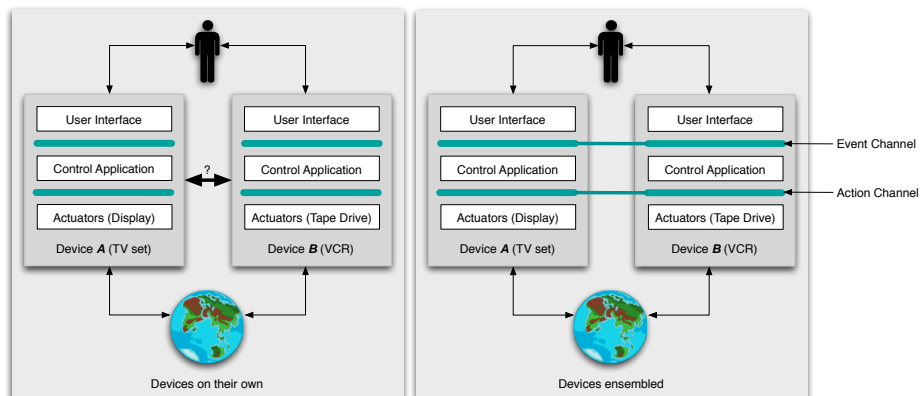 User Interface
Control Application
Actuators (Display)
Device A (TV set)
?
User Interface
Control Application
Actuators (Tape Drive)
Device B (VCR)
Devices on their own
User Interface
Control Application
Actuators (Display)
Device A (TV set)
User Interface
Control Application
Actuators (Tape Drive)
Device B (VCR)
Event Channel
Action Channel
Devices ensembled